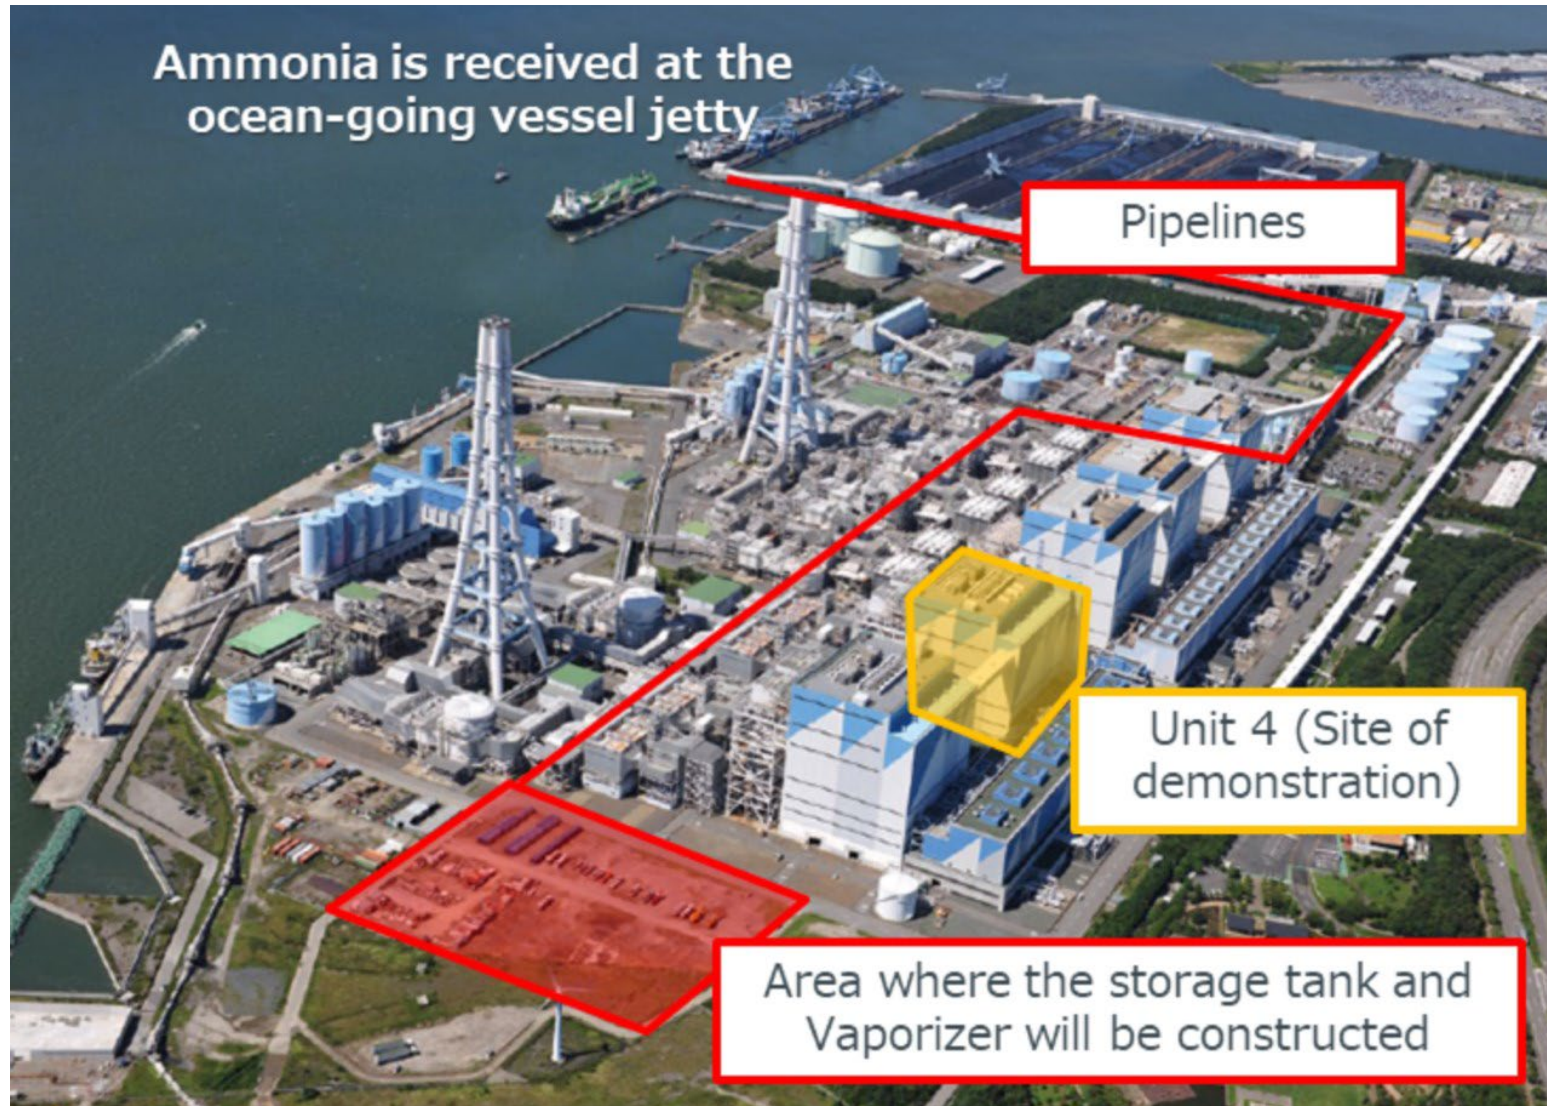 Ammonia is received at the
ocean-going vessel jetty
Pipelines
Unit 4 (Site of
demonstration)
Area where the storage tank and
Vaporizer will be constructed